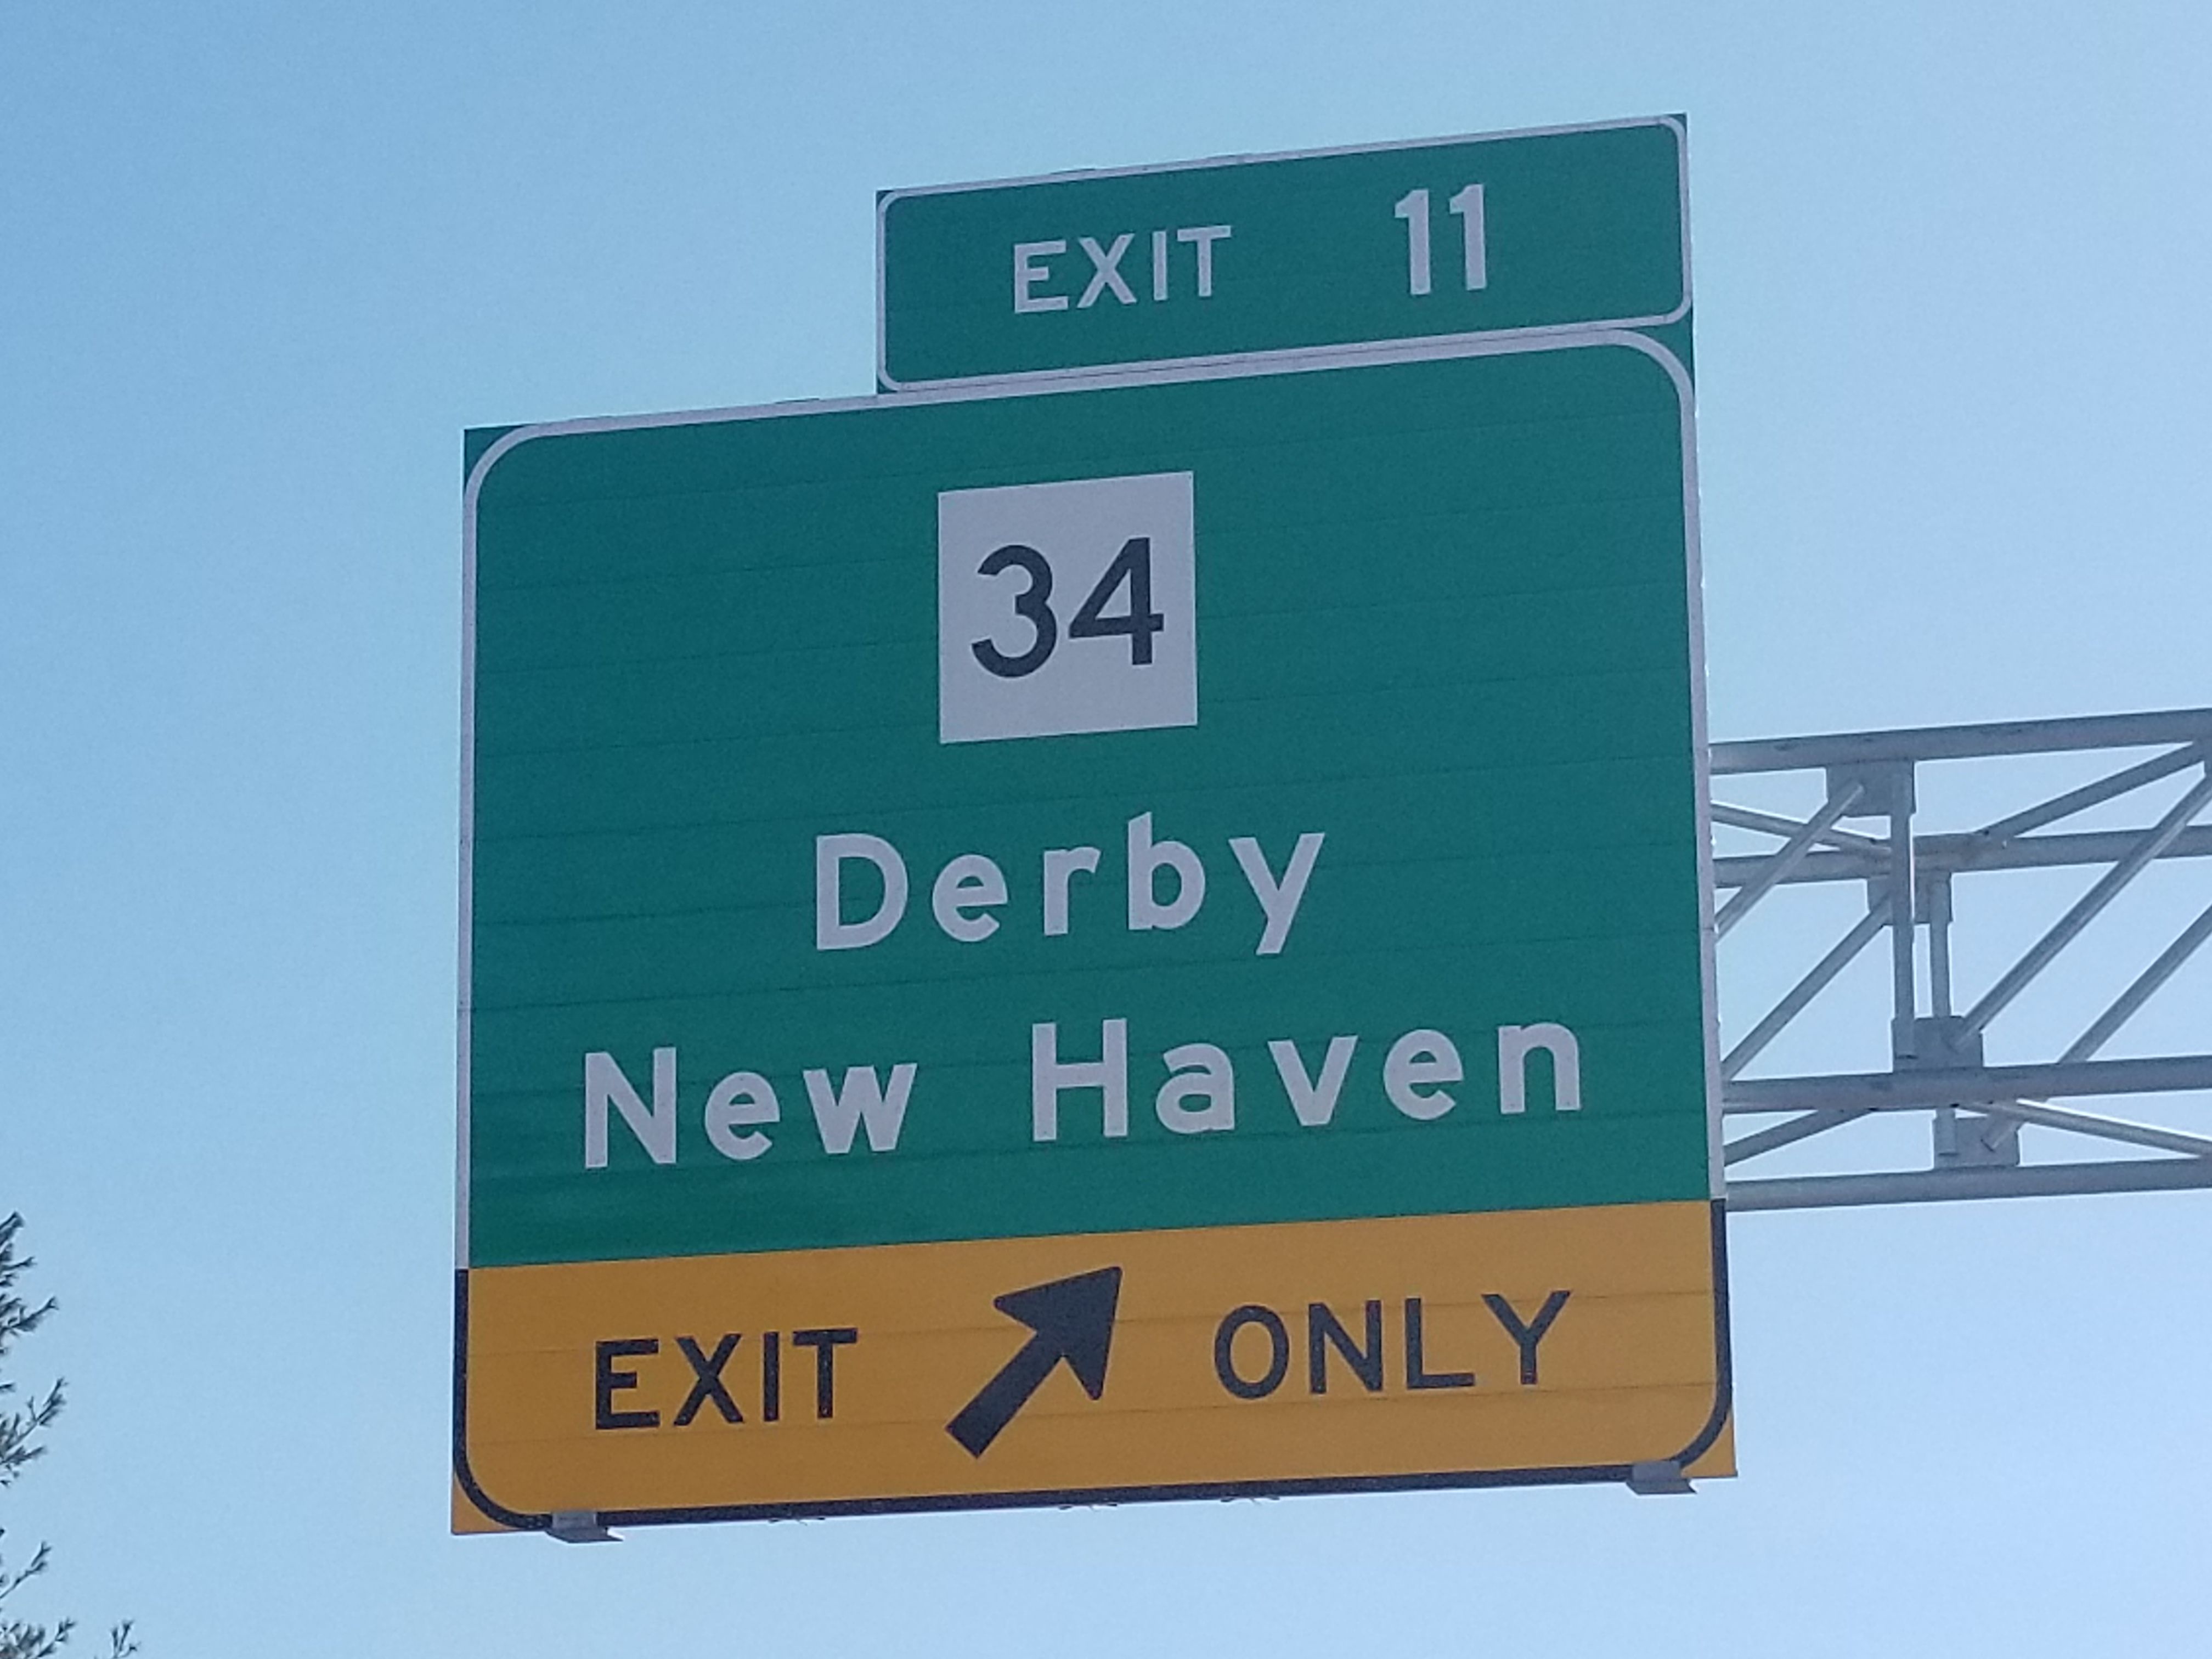 EXIT 11
34
Derby
New Haven
EXIT ONLY